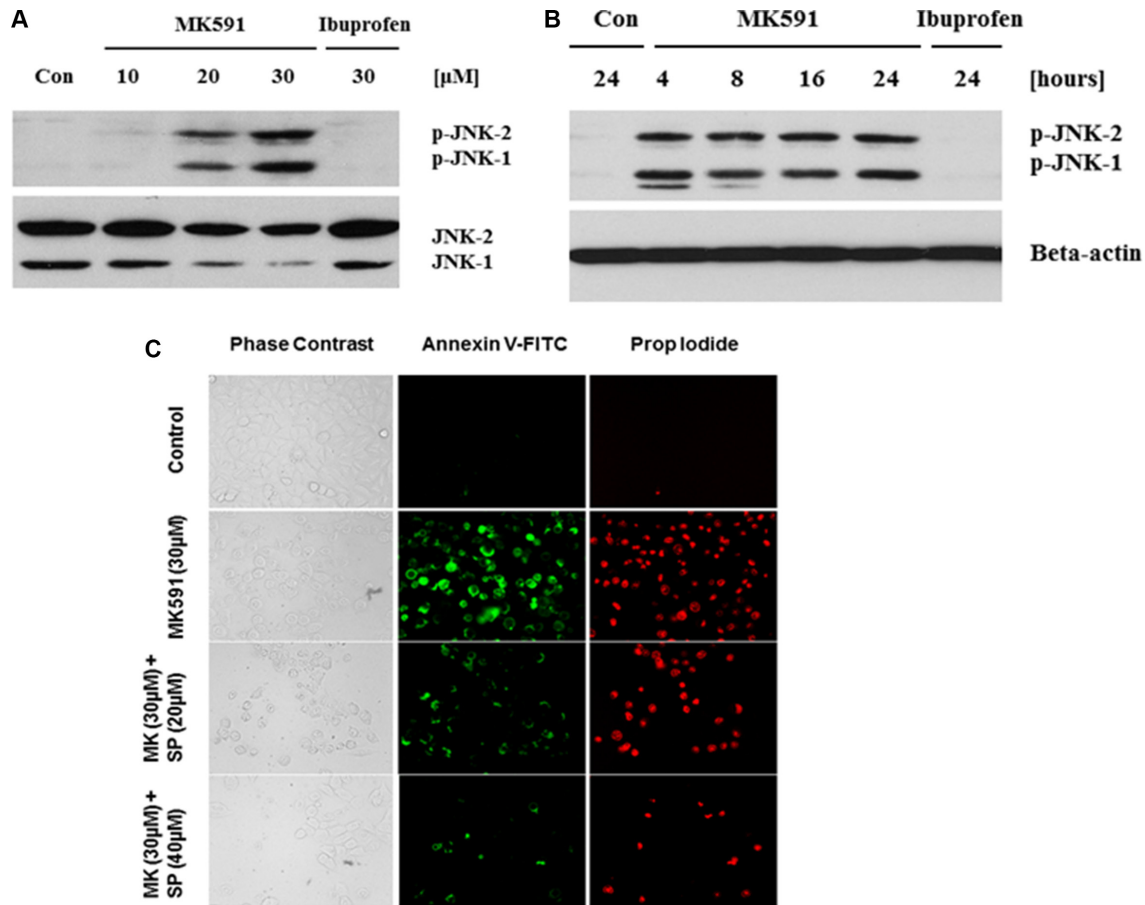 A
MK591 Ibuprofen
Con 10 20 30 30 [μM]
p-JNK-2
p-JNK-1
JNK-2
JNK-1
B
Con MK591 Ibuprofen
24 4 8 16 24 24 [hours]
p-JNK-2
p-JNK-1
Beta-actin
C
Phase Contrast Annexin V-FITC Prop Iodide
Control
MK591 (30μM)
MK (30μM) +
SP (20μM)
MK (30μM) +
SP (40μM)